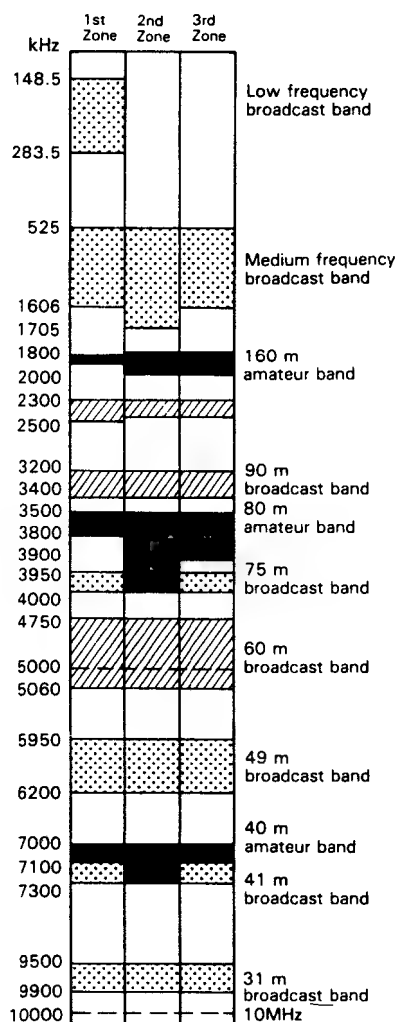 1st 2nd 3rd
kHz Zone Zone Zone
148.5
Low frequency
broadcast band
283.5
525
Medium frequency
broadcast band
1606
1705
1800 160 m
2000 amateur band
2300
2500
3200 90 m
3400 broadcast band
3500 80 m
3800 amateur band
3900
3950 75 m
4000 broadcast band
4750
60 m
5000 broadcast band
5060
5950
49 m
broadcast band
6200
40 m
7000 amateur band
7100 41 m
7300 broadcast band
9500
31 m
9900 broadcast band
10000 10MHz